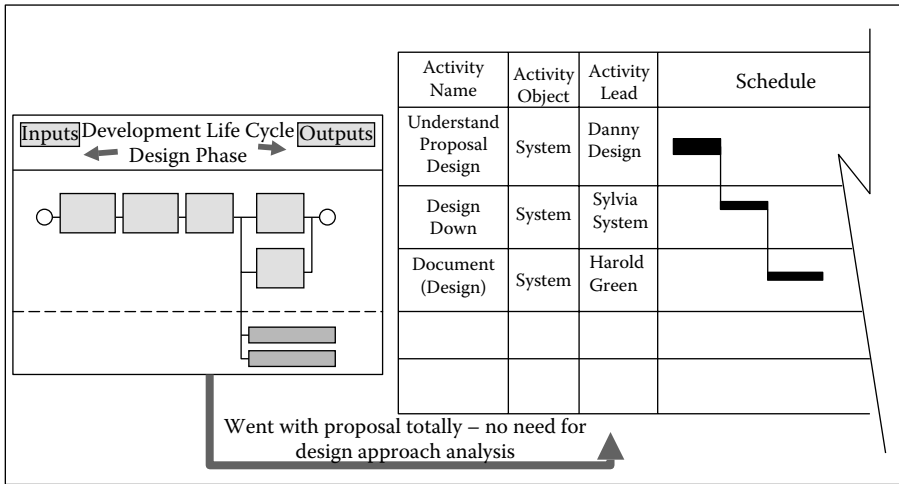 Inputs
Development Life Cycle
Design Phase
Outputs
Activity
Name
Activity
Object
Activity
Lead
Schedule
Understand
Proposal
Design
System
Danny
Design
Design
Down
System
Sylvia
System
Document
(Design)
System
Harold
Green
Went with proposal totally – no need for
design approach analysis